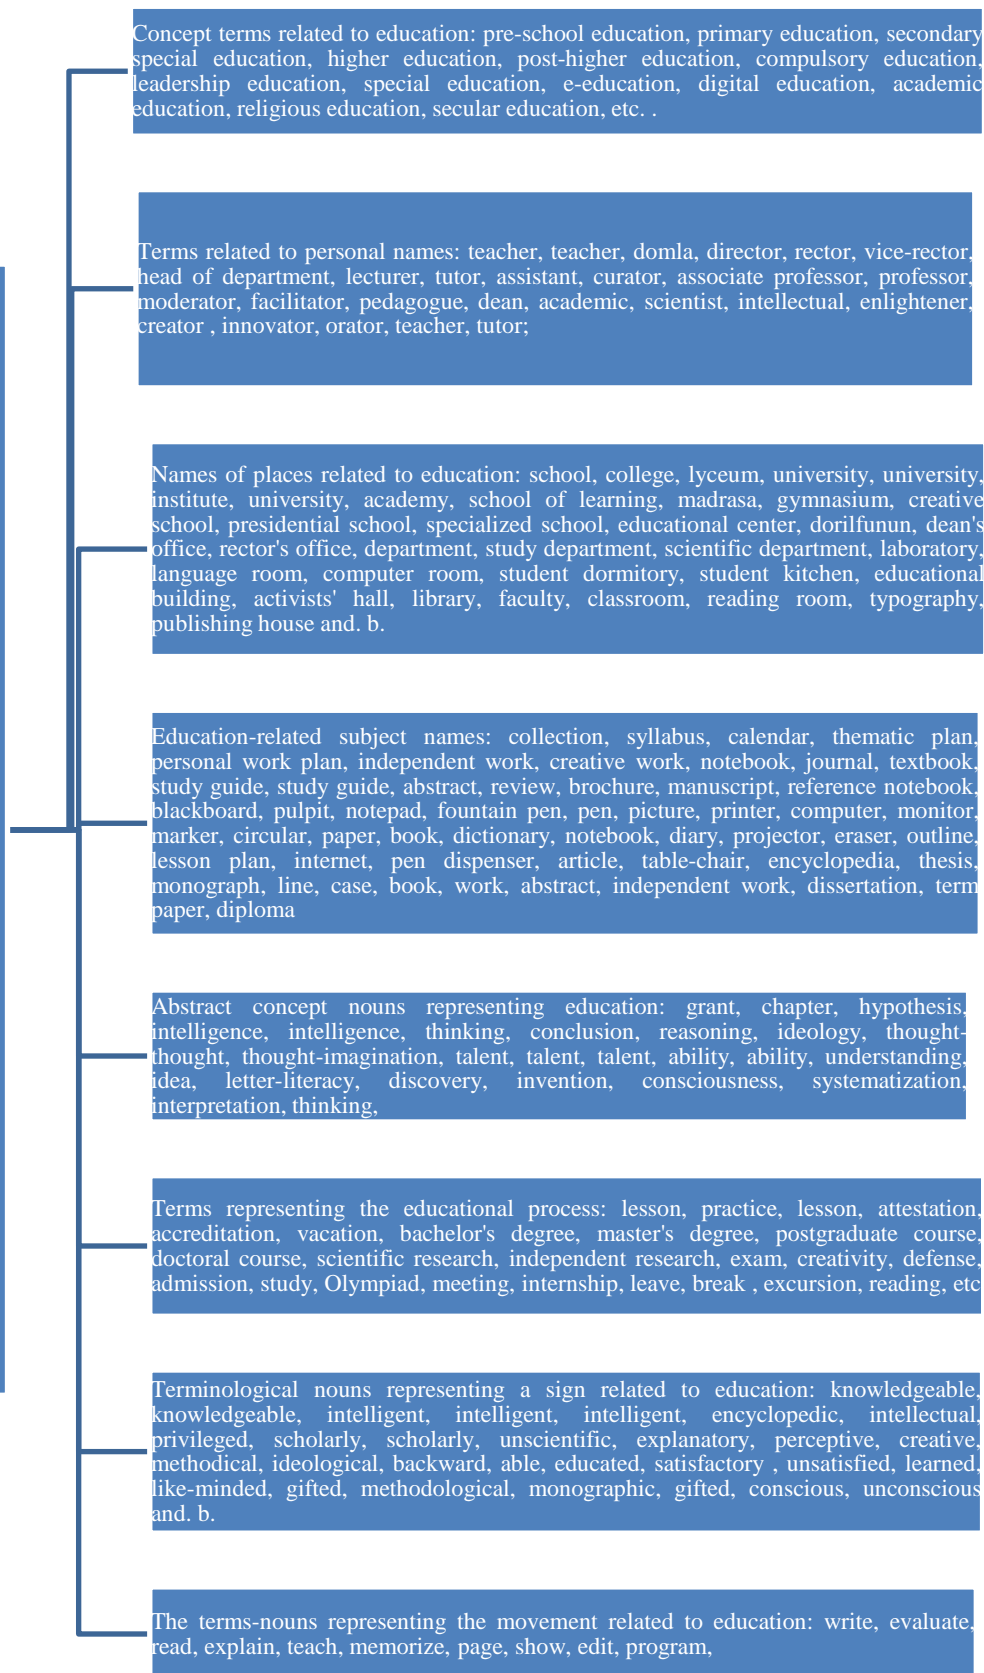 Concept terms related to education: pre-school education, primary education, secondary
special education, higher education, post-higher education, compulsory education,
leadership education, special education, e-education, digital education, academic
education, religious education, secular education, etc. .
Terms related to personal names: teacher, teacher, domla, director, rector, vice-rector,
head of department, lecturer, tutor, assistant, curator, associate professor, professor,
moderator, facilitator, pedagogue, dean, academic, scientist, intellectual, enlightener,
creator , innovator, orator, teacher, tutor;
Names of places related to education: school, college, lyceum, university, university,
institute, university, academy, school of learning, madrasa, gymnasium, creative
school, presidential school, specialized school, educational center, dorilfunun, dean's
office, rector's office, department, study department, scientific department, laboratory,
language room, computer room, student dormitory, student kitchen, educational
building, activists' hall, library, faculty, classroom, reading room, typography,
publishing house and. b.
Education-related subject names: collection, syllabus, calendar, thematic plan,
personal work plan, independent work, creative work, notebook, journal, textbook,
study guide, study guide, abstract, review, brochure, manuscript, reference notebook,
blackboard, pulpit, notepad, fountain pen, pen, picture, printer, computer, monitor,
marker, circular, paper, book, dictionary, notebook, diary, projector, eraser, outline,
lesson plan, internet, pen dispenser, article, table-chair, encyclopedia, thesis,
monograph, line, case, book, work, abstract, independent work, dissertation, term
paper, diploma
Abstract concept nouns representing education: grant, chapter, hypothesis,
intelligence, intelligence, thinking, conclusion, reasoning, ideology, thought-
thought, thought-imagination, talent, talent, talent, ability, ability, understanding,
idea, letter-literacy, discovery, invention, consciousness, systematization,
interpretation, thinking,
Terms representing the educational process: lesson, practice, lesson, attestation,
accreditation, vacation, bachelor's degree, master's degree, postgraduate course,
doctoral course, scientific research, independent research, exam, creativity, defense,
admission, study, Olympiad, meeting, internship, leave, break , excursion, reading, etc
Terminological nouns representing a sign related to education: knowledgeable,
knowledgeable, intelligent, intelligent, intelligent, encyclopedic, intellectual,
privileged, scholarly, scholarly, unscientific, explanatory, perceptive, creative,
methodical, ideological, backward, able, educated, satisfactory , unsatisfied, learned,
like-minded, gifted, methodological, monographic, gifted, conscious, unconscious
and. b.
The terms-nouns representing the movement related to education: write, evaluate,
read, explain, teach, memorize, page, show, edit, program,